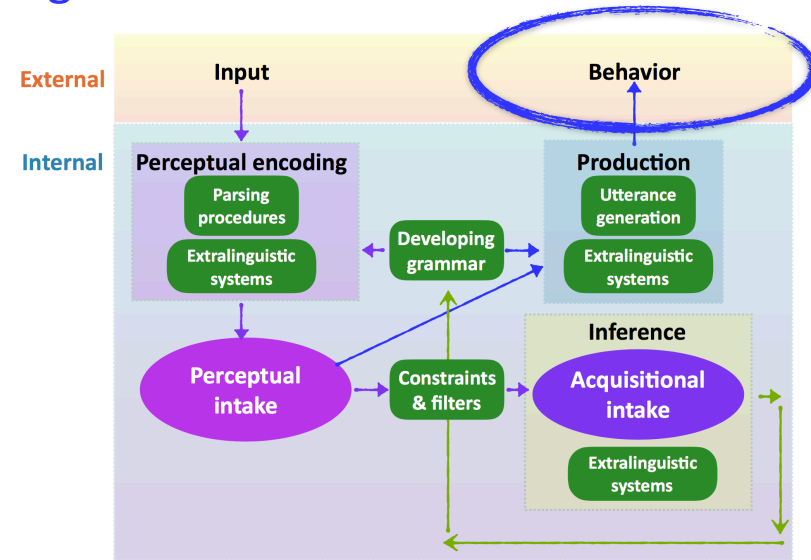 External
Input
Behavior
Internal
Perceptual encoding
Parsing
procedures
Extralinguistic
systems
Developing
grammar
Production
Utterance
generation
Extralinguistic
systems
Perceptual
intake
Constraints
& filters
Inference
Acquisitional
intake
Extralinguistic
systems